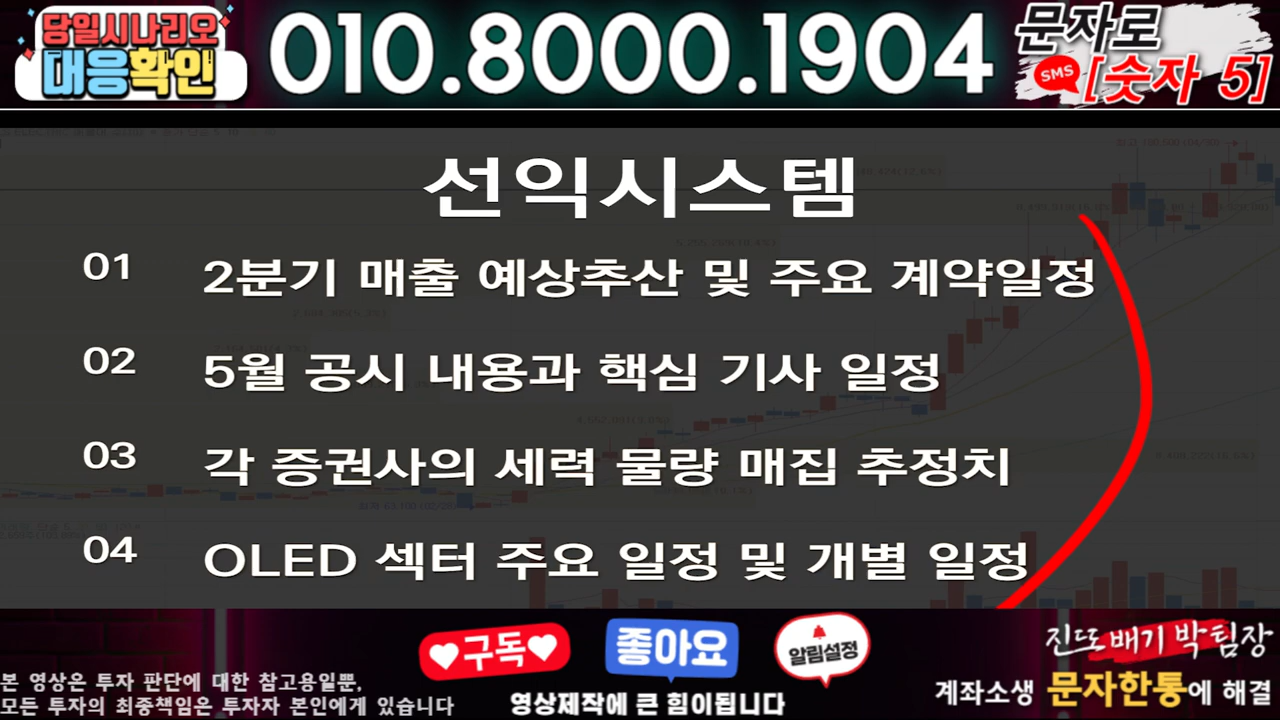 당일시나리오
대응확인
010.8000.1904
문자로
SMS [숫자 5]
선익시스템
01 2분기 매출 예상추산 및 주요 계약일정
02 5월 공시 내용과 핵심 기사 일정
03 각 증권사의 세력 물량 매집 추정치
04 OLED 섹터 주요 일정 및 개별 일정
본 영상은 투자 판단에 대한 참고용일뿐,
모든 투자의 최종책임은 투자자 본인에게 있습니다
구독
좋아요
알림설정
영상제작에 큰 힘이됩니다
진또배기 박팀장
계좌소생 문자한통에 해결